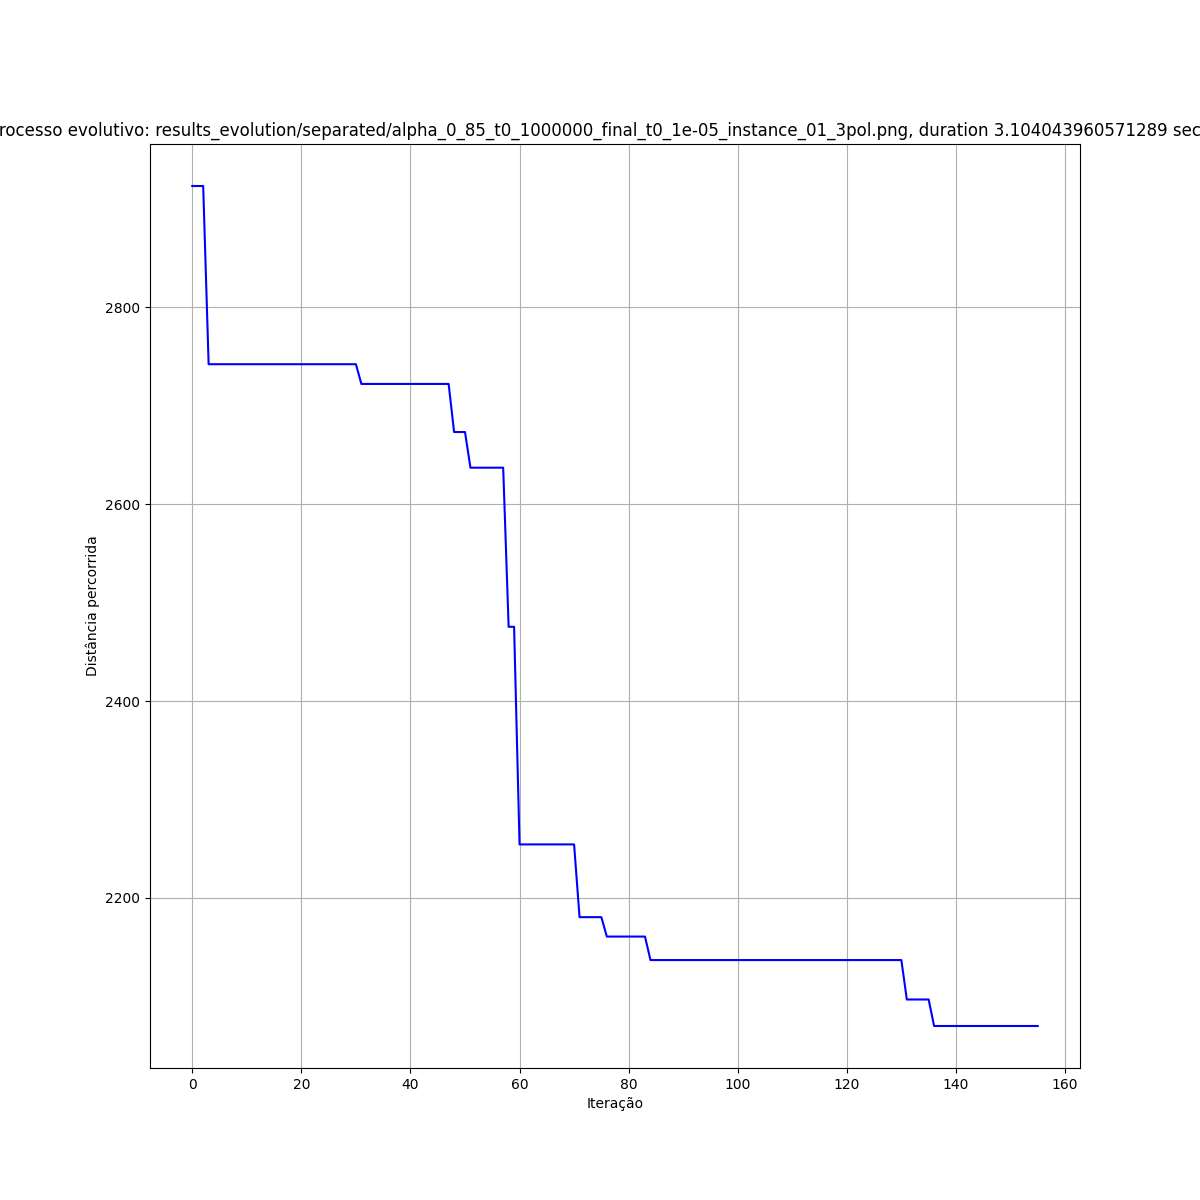 rocesso evolutivo: results_evolution/separated/alpha_0_85_t0_1000000_final_t0_1e-05_instance_01_3pol.png, duration 3.104043960571289 sec
2800
2600
2400
2200
Distância percorrida
0 20 40 60 80 100 120 140 160
Iteração